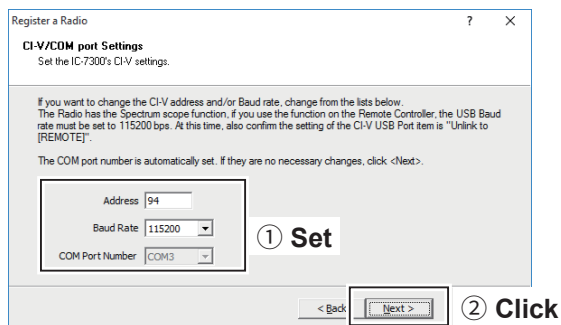 Register a Radio ? ×
CI-V/COM port Settings
Set the IC-7300's CI-V settings.
If you want to change the CI-V address and/or Baud rate, change from the lists below.
The Radio has the Spectrum scope function, if you use the function on the Remote Controller, the USB Baud
rate must be set to 115200 bps. At this time, also confirm the setting of the CI-V USB Port item is "Unlink to
[REMOTE]".
The COM port number is automatically set. If they are no necessary changes, click <Next>.
Address 94
Baud Rate 115200
① Set
COM Port Number COM3
< Back Next > ② Click